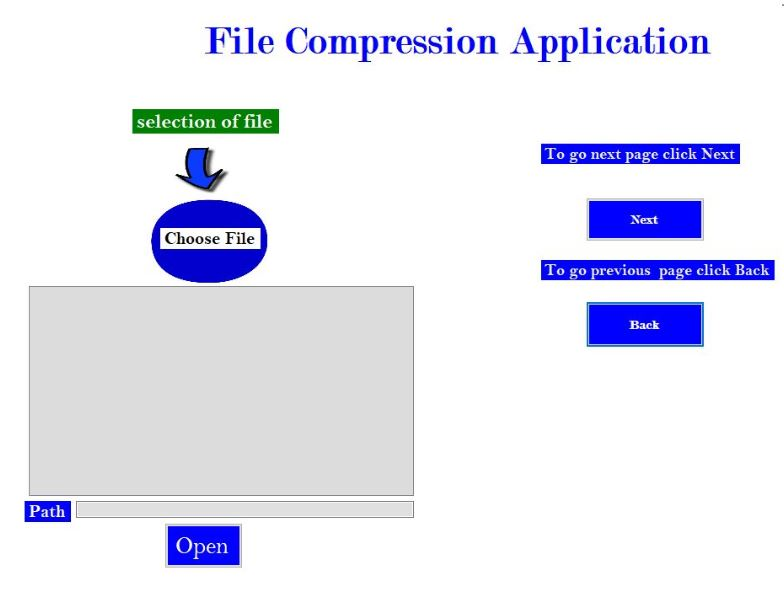 File Compression Application
selection of file
Choose File
Path
Open
To go next page click Next
Next
To go previous page click Back
Back